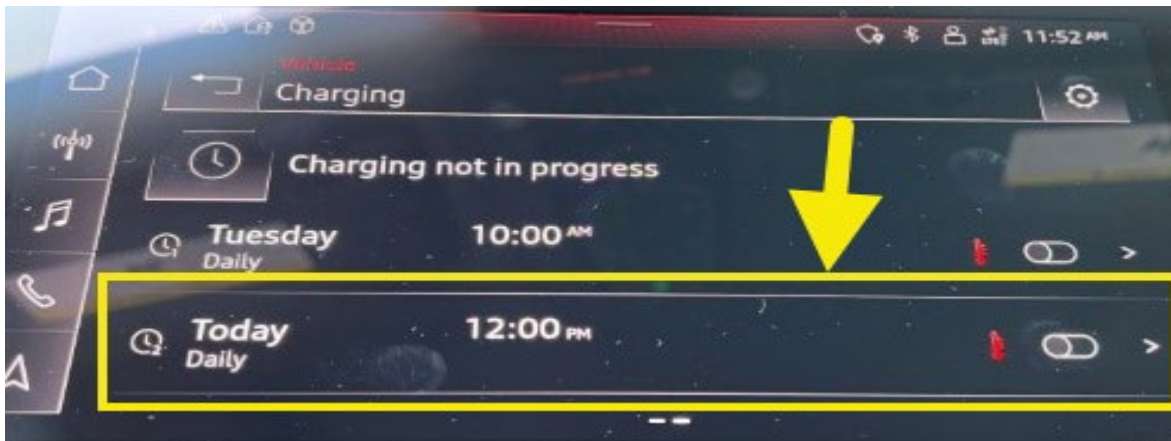 11:52 AM
Vehicle
Charging
Charging not in progress
Tuesday 10:00 AM
Daily
Today 12:00 PM
Daily